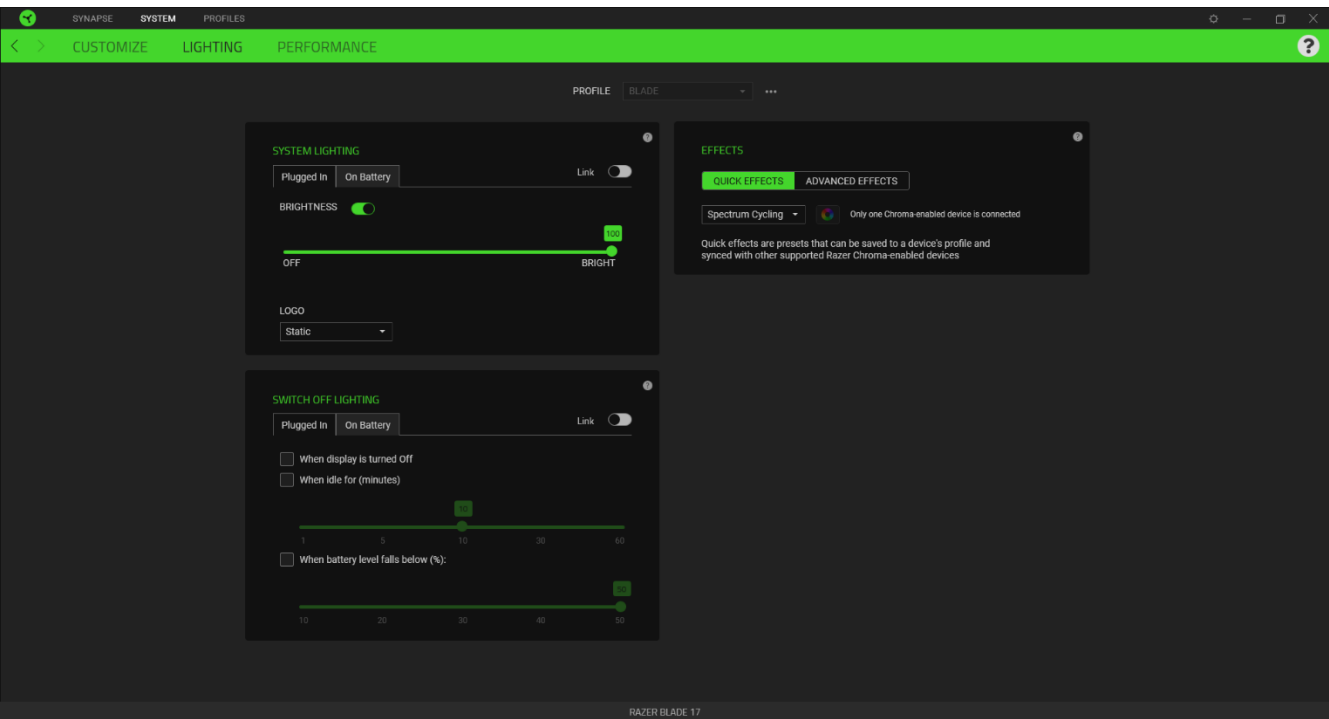 SYNAPSE SYSTEM PROFILES
CUSTOMIZE LIGHTING PERFORMANCE ?
PROFILE BLADE •••
?
SYSTEM LIGHTING
Plugged In On Battery Link
BRIGHTNESS
100
OFF BRIGHT
LOGO
Static
?
EFFECTS
QUICK EFFECTS ADVANCED EFFECTS
Spectrum Cycling Only one Chroma-enabled device is connected
Quick effects are presets that can be saved to a device's profile and
synced with other supported Razer Chroma-enabled devices
?
SWITCH OFF LIGHTING
Plugged In On Battery Link
When display is turned Off
When idle for (minutes)
10
1 5 10 30 60
When battery level falls below (%):
50
10 20 30 40 50
RAZER BLADE 17